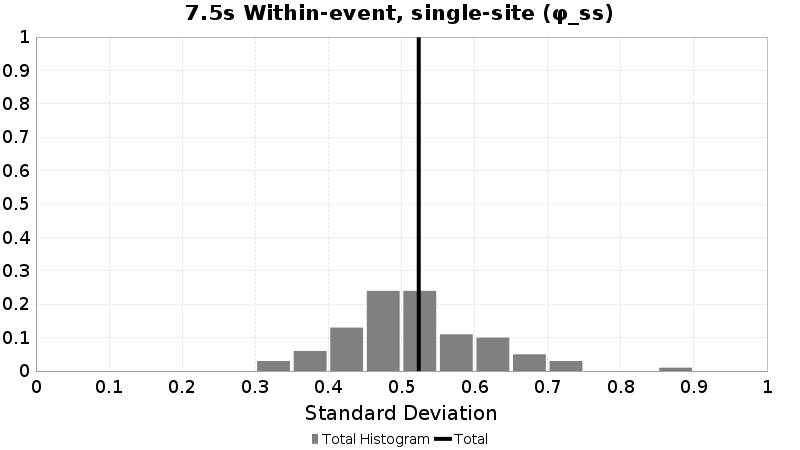 7.5s Within-event, single-site (φ_ss)
1
0.9
0.8
0.7
0.6
0.5
0.4
0.3
0.2
0.1
0
0 0.1 0.2 0.3 0.4 0.5 0.6 0.7 0.8 0.9 1
Standard Deviation
Total Histogram Total